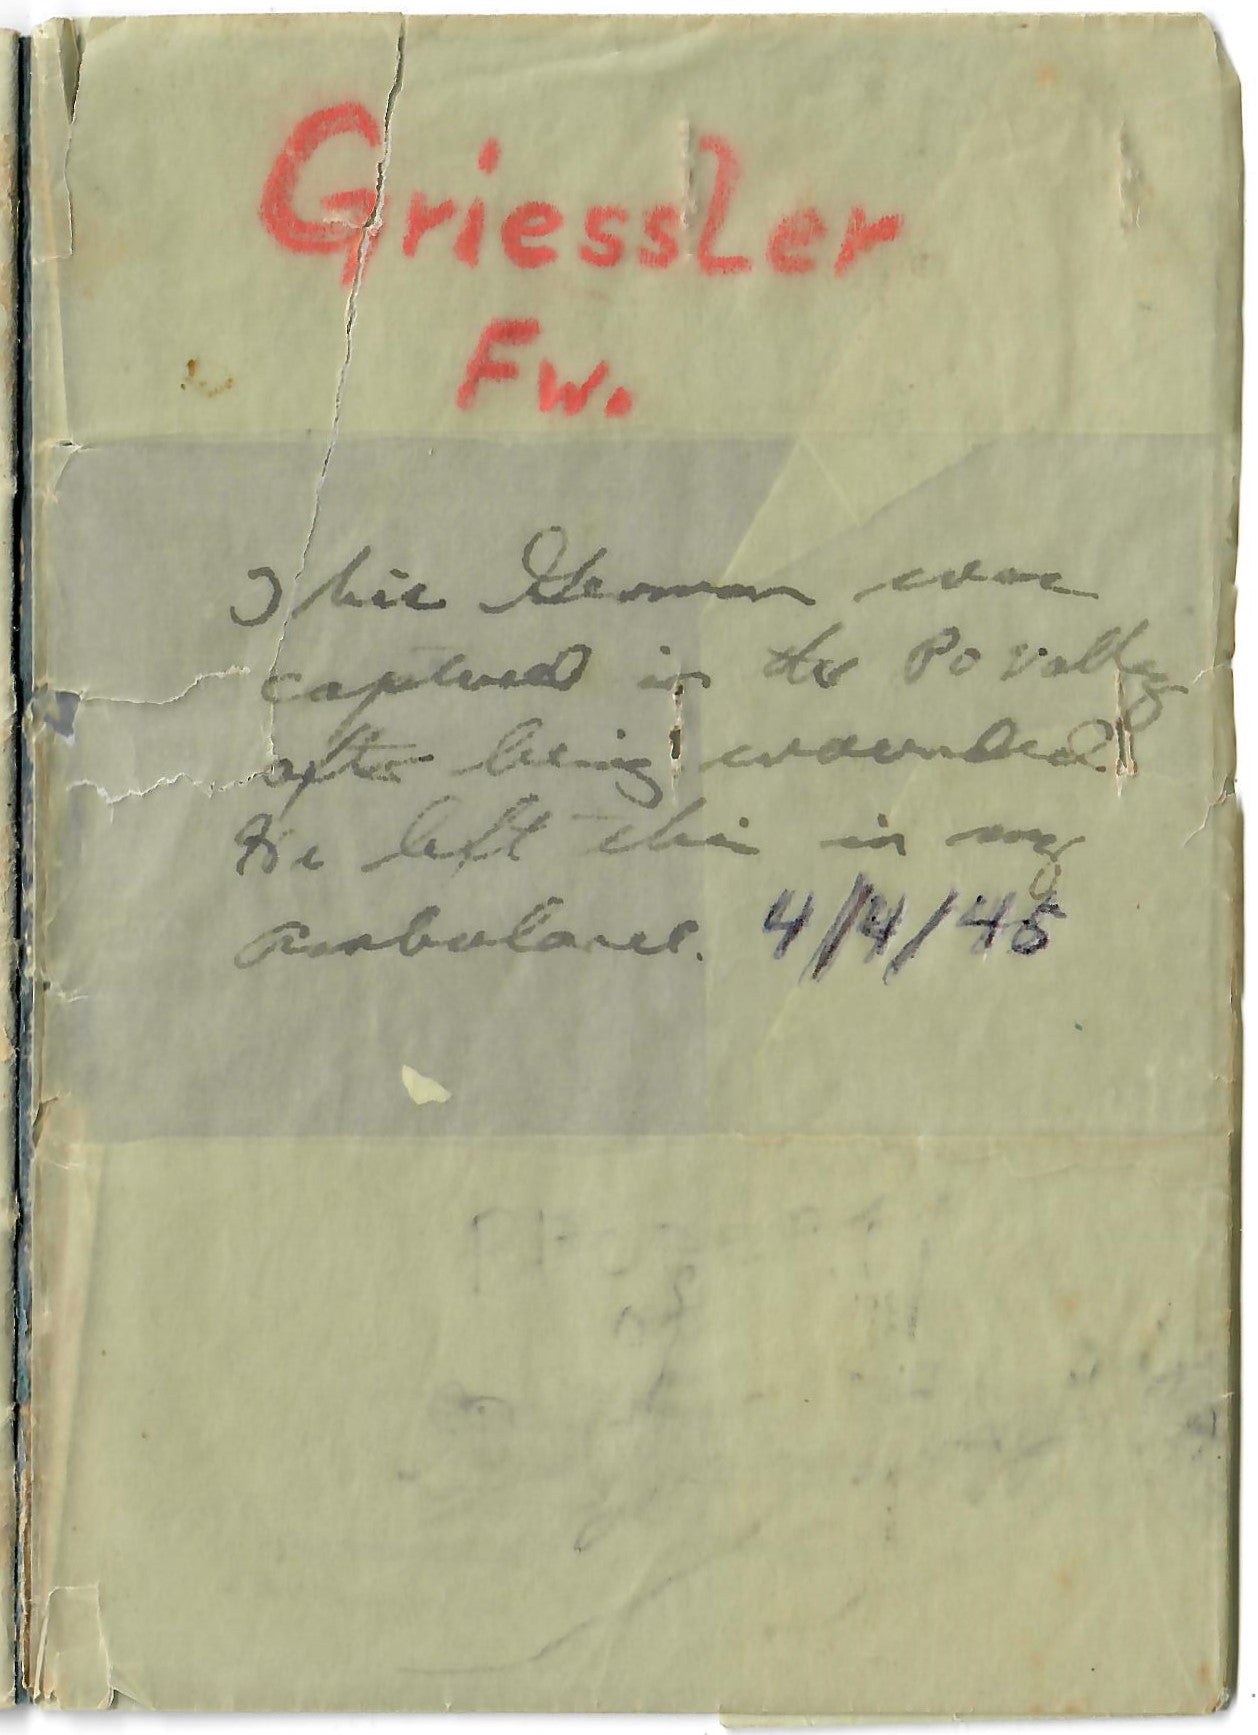 Griessler
Fw.
This German was
captured in the Po Valley
after being wounded
He left this in my
ambulance. 4/4/45